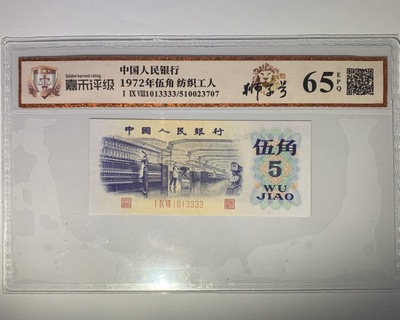 中国人民银行
1972年伍角 纺织工人
I IX VIII 1013333/510023707
Golden harvest rating
嘉禾评级
狮子号
65 EPQ
中国人民银行
伍角
5
WU
JIAO
I IX VIII 1013333